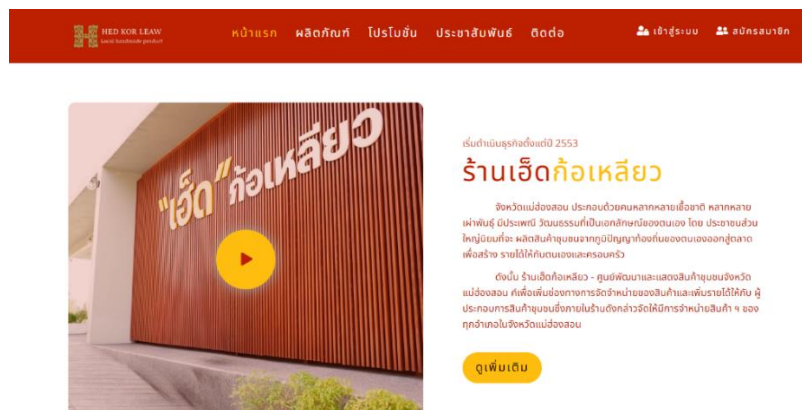 HED KOR LEAW
Local handmade product
หน้าแรก ผลิตภัณฑ์ โปรโมชั่น ประชาสัมพันธ์ ติดต่อ
เข้าสู่ระบบ สมัครสมาชิก
"เฮ็ด" ก้อเหลียว
เริ่มดำเนินธุรกิจตั้งแต่ปี 2553
ร้านเฮ็ดก้อเหลียว
จังหวัดแม่ฮ่องสอน ประกอบด้วยคนหลากหลายเชื้อชาติ หลากหลาย
เผ่าพันธุ์ มีประเพณี วัฒนธรรมที่เป็นเอกลักษณ์ของตนเอง โดย ประชาชนส่วน
ใหญ่นิยมที่จะ ผลิตสินค้าชุมชนจากภูมิปัญญาท้องถิ่นของตนเองออกสู่ตลาด
เพื่อสร้าง รายได้ให้กับตนเองและครอบครัว
ดังนั้น ร้านเฮ็ดก้อเหลียว - ศูนย์พัฒนาและแสดงสินค้าชุมชนจังหวัด
แม่ฮ่องสอน ก็เพื่อเพิ่มช่องทางการจัดจำหน่ายของสินค้าและเพิ่มรายได้ให้กับ ผู้
ประกอบการสินค้าชุมชนซึ่งภายในร้านดังกล่าวจัดให้มีการจำหน่ายสินค้า ๆ ของ
ทุกอำเภอในจังหวัดแม่ฮ่องสอน
ดูเพิ่มเติม